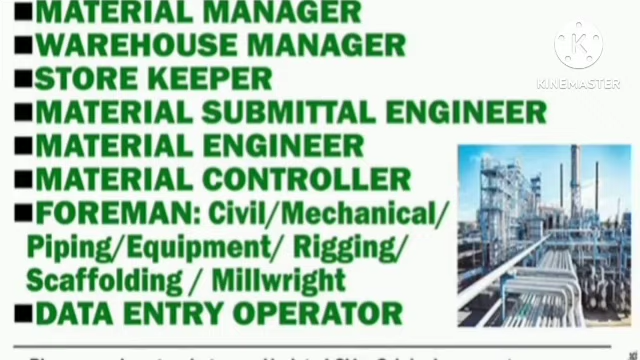 ■MATERIAL MANAGER
■WAREHOUSE MANAGER
■STORE KEEPER
■MATERIAL SUBMITTAL ENGINEER
■MATERIAL ENGINEER
■MATERIAL CONTROLLER
■FOREMAN: Civil/Mechanical/
Piping/Equipment/ Rigging/
Scaffolding / Millwright
■DATA ENTRY OPERATOR
K
KINEMASTER